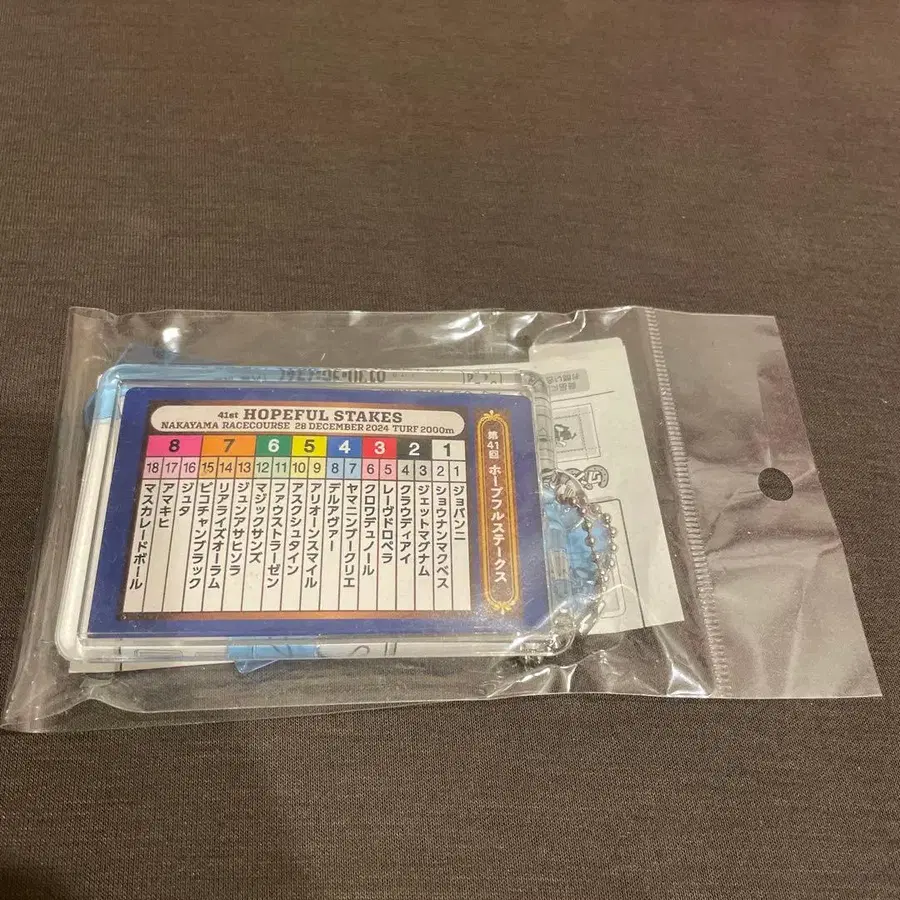 41st HOPEFUL STAKES
NAKAYAMA RACECOURSE 28 DECEMBER 2024 TURF 2000m
第41回 ホープフルステークス
8 7 6 5 4 3 2 1
18 17 16 15 14 13 12 11 10 9 8 7 6 5 4 3 2 1
ジョバンニ
ショウナンマクベス
ジェットマグナム
クラウディアイ
レーヴドロペラ
クロワデュノール
ヤマニンブークリエ
デルアヴァー
アリオーンスマイル
アスクシュタイン
ファウストラーゼン
マジックサンズ
ジュンアサヒソラ
リアライズオーラム
ピコチャンブラック
ジュタ
アマキヒ
マスカレードボール